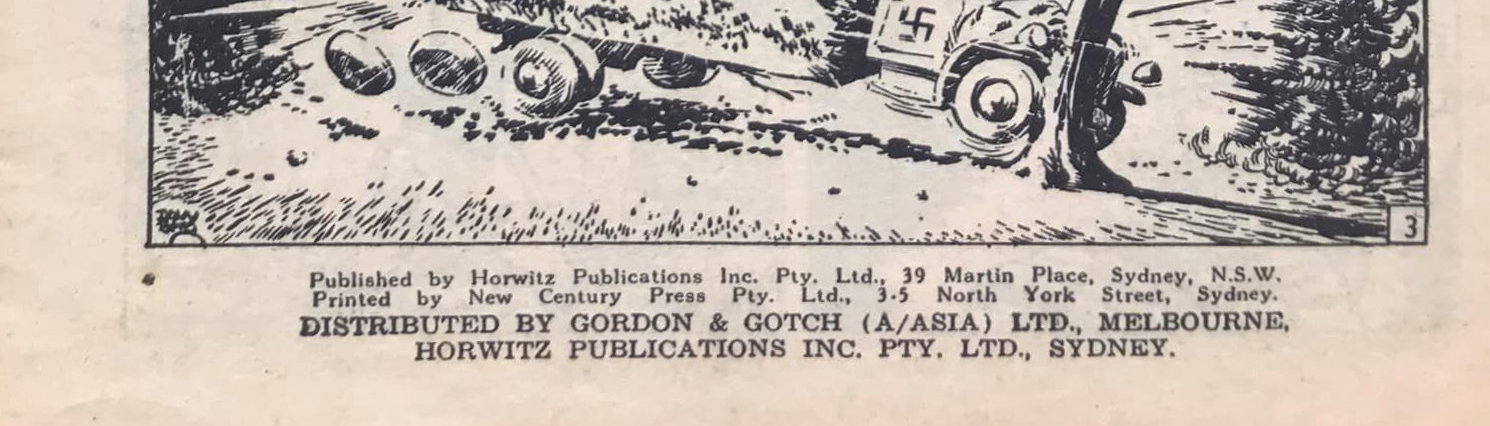 3
Published by Horwitz Publications Inc. Pty. Ltd., 39 Martin Place, Sydney, N.S.W.
Printed by New Century Press Pty. Ltd., 3-5 North York Street, Sydney.
DISTRIBUTED BY GORDON & GOTCH (A/ASIA) LTD., MELBOURNE,
HORWITZ PUBLICATIONS INC. PTY. LTD., SYDNEY.